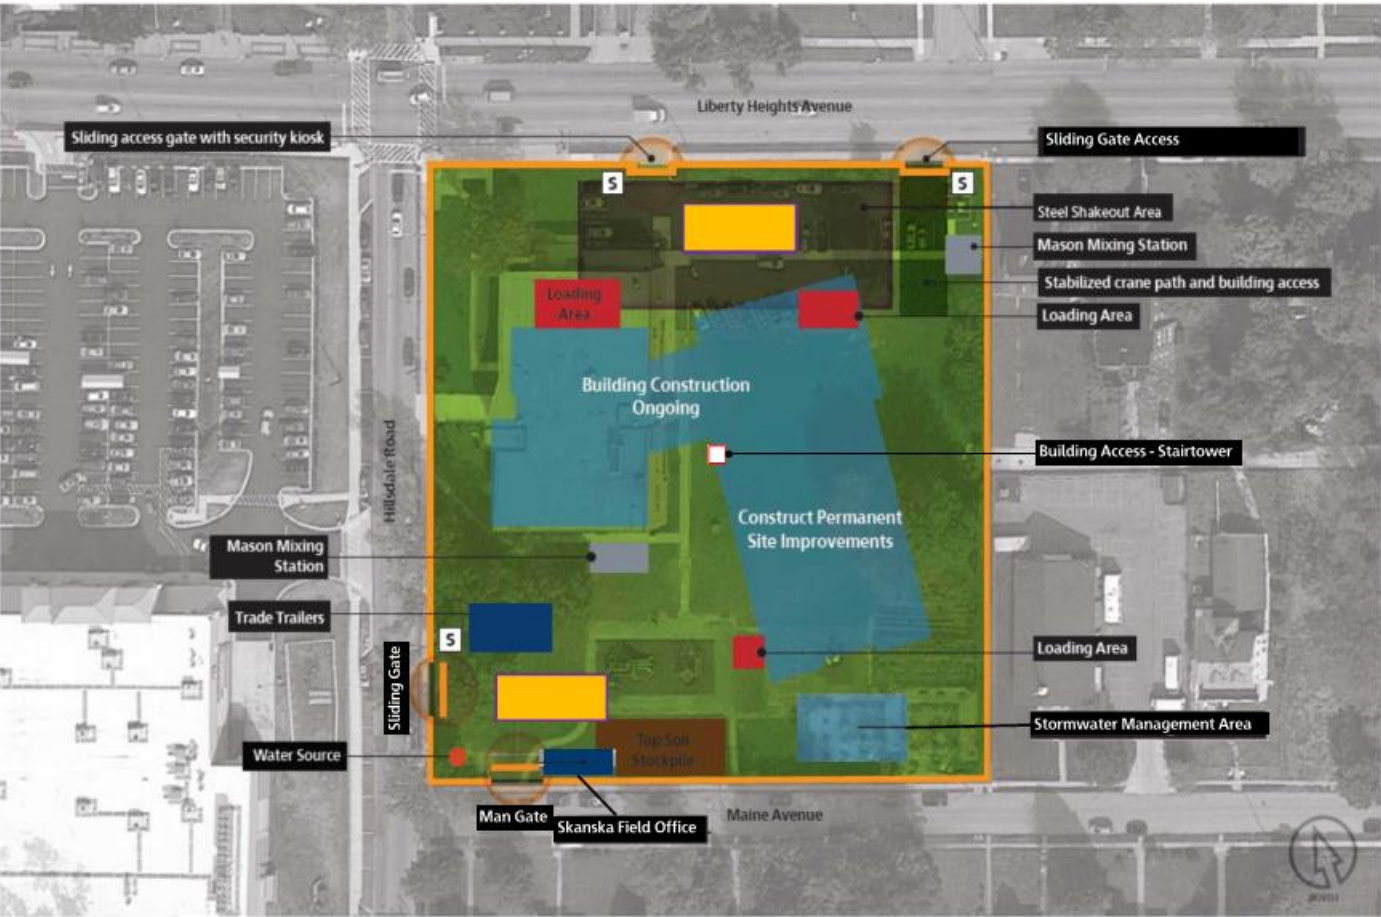 Liberty Heights Avenue
Sliding access gate with security kiosk
Sliding Gate Access
S
S
Steel Shakeout Area
Mason Mixing Station
Stabilized crane path and building access
Loading
Area
Loading Area
Building Construction
Ongoing
Hillsdale Road
Building Access - Stairtower
Construct Permanent
Site Improvements
Mason Mixing
Station
Trade Trailers
S
Sliding Gate
Loading Area
Stormwater Management Area
Top Soil
Stockpile
Water Source
Man Gate
Skanska Field Office
Maine Avenue
NORTH